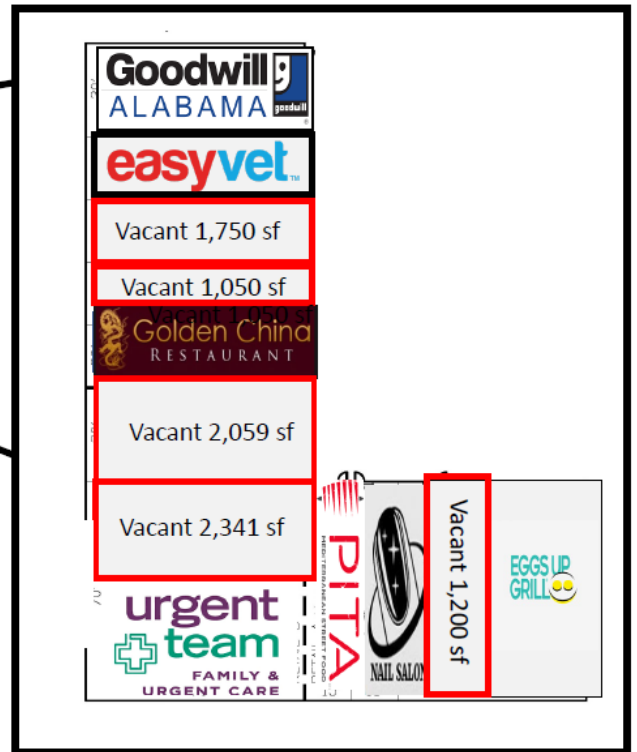 Goodwill
ALABAMA
goodwill
®
easyvet™
Vacant 1,750 sf
Vacant 1,050 sf
Vacant 1,050 sf
Golden China
RESTAURANT
Vacant 2,059 sf
Vacant 2,341 sf
urgent
team
FAMILY &
URGENT CARE
PITA
MEDITERRANEAN STREET FOOD
NAIL SALON
Vacant 1,200 sf
EGGS UP
GRILL